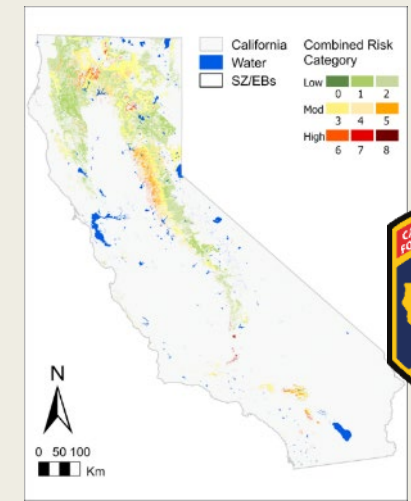 California
Water
SZ/EBs
Combined Risk
Category
Low
0 1 2
Mod
3 4 5
High
6 7 8
N
0 50 100
Km